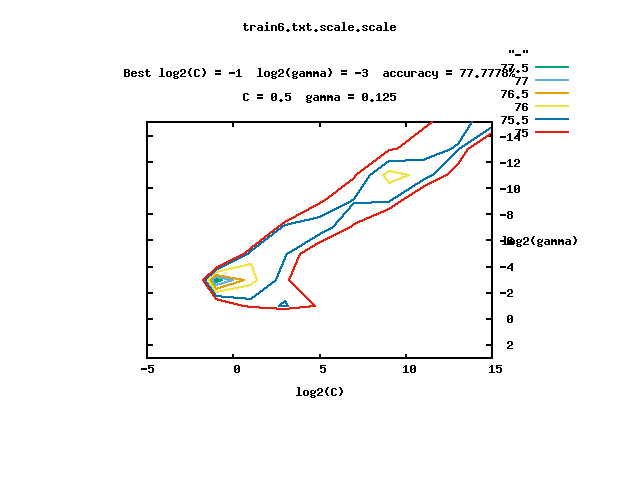 train6.txt.scale.scale
"-"
Best log2(C) = -1  log2(gamma) = -3  accuracy = 77.7778%
77.5
77
C = 0.5  gamma = 0.125
76.5
76
75.5
75
-14
-12
-10
-8
-6
log2(gamma)
-4
-2
0
2
-5 0 5 10 15
log2(C)